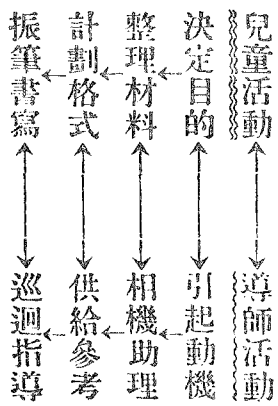 兒童活動
導師活動
決定目的
引起動機
整理材料
相機助理
計劃格式
供給參考
振筆書寫
巡迴指導